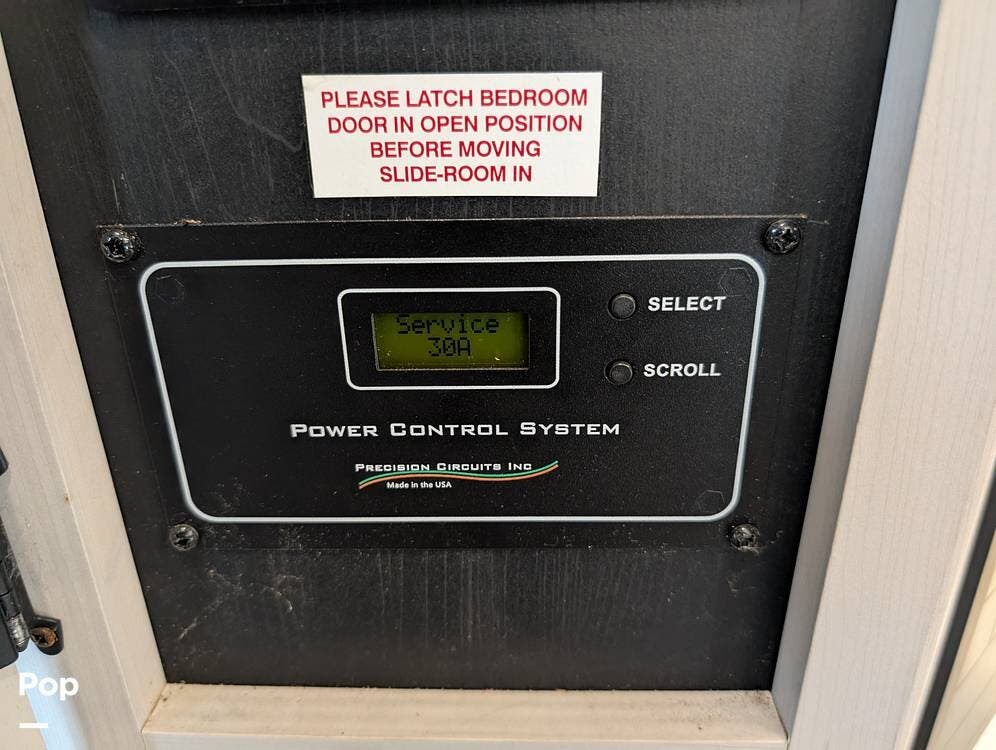 PLEASE LATCH BEDROOM
DOOR IN OPEN POSITION
BEFORE MOVING
SLIDE-ROOM IN
Service
30A
SELECT
SCROLL
POWER CONTROL SYSTEM
PRECISION CIRCUITS INC
Made in the USA
Pop